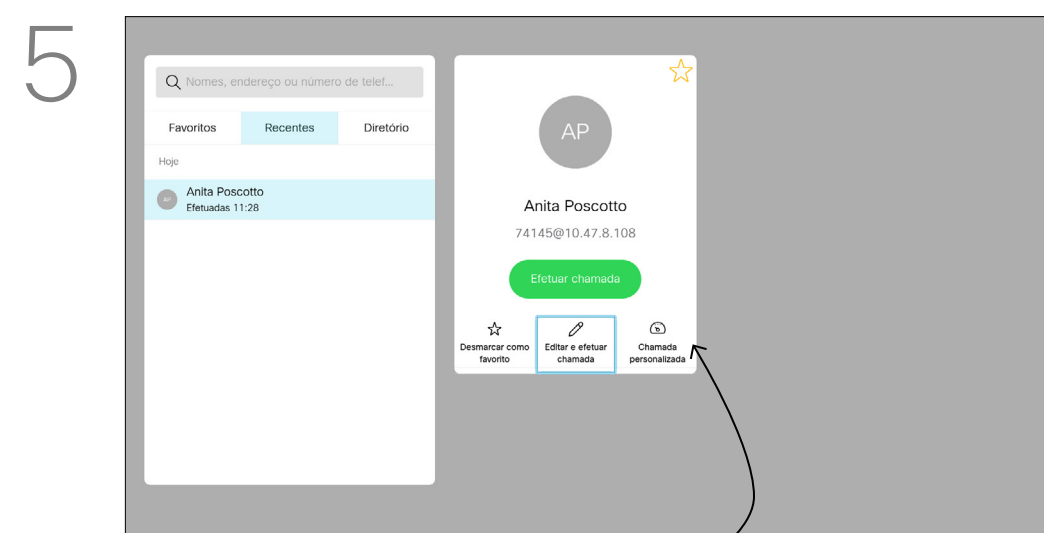 5
Nomes, endereço ou número de telef...
Favoritos Recentes Diretório
Hoje
AP
Anita Poscotto
Efetuadas 11:28
AP
Anita Poscotto
74145@10.47.8.108
Efetuar chamada
Desmarcar como
favorito
Editar e efetuar
chamada
Chamada
personalizada